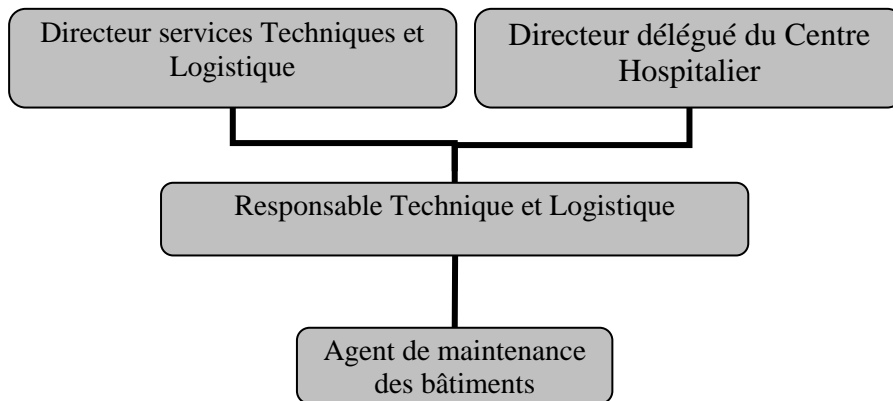 Directeur services Techniques et
Logistique
Directeur délégué du Centre
Hospitalier
Responsable Technique et Logistique
Agent de maintenance
des bâtiments